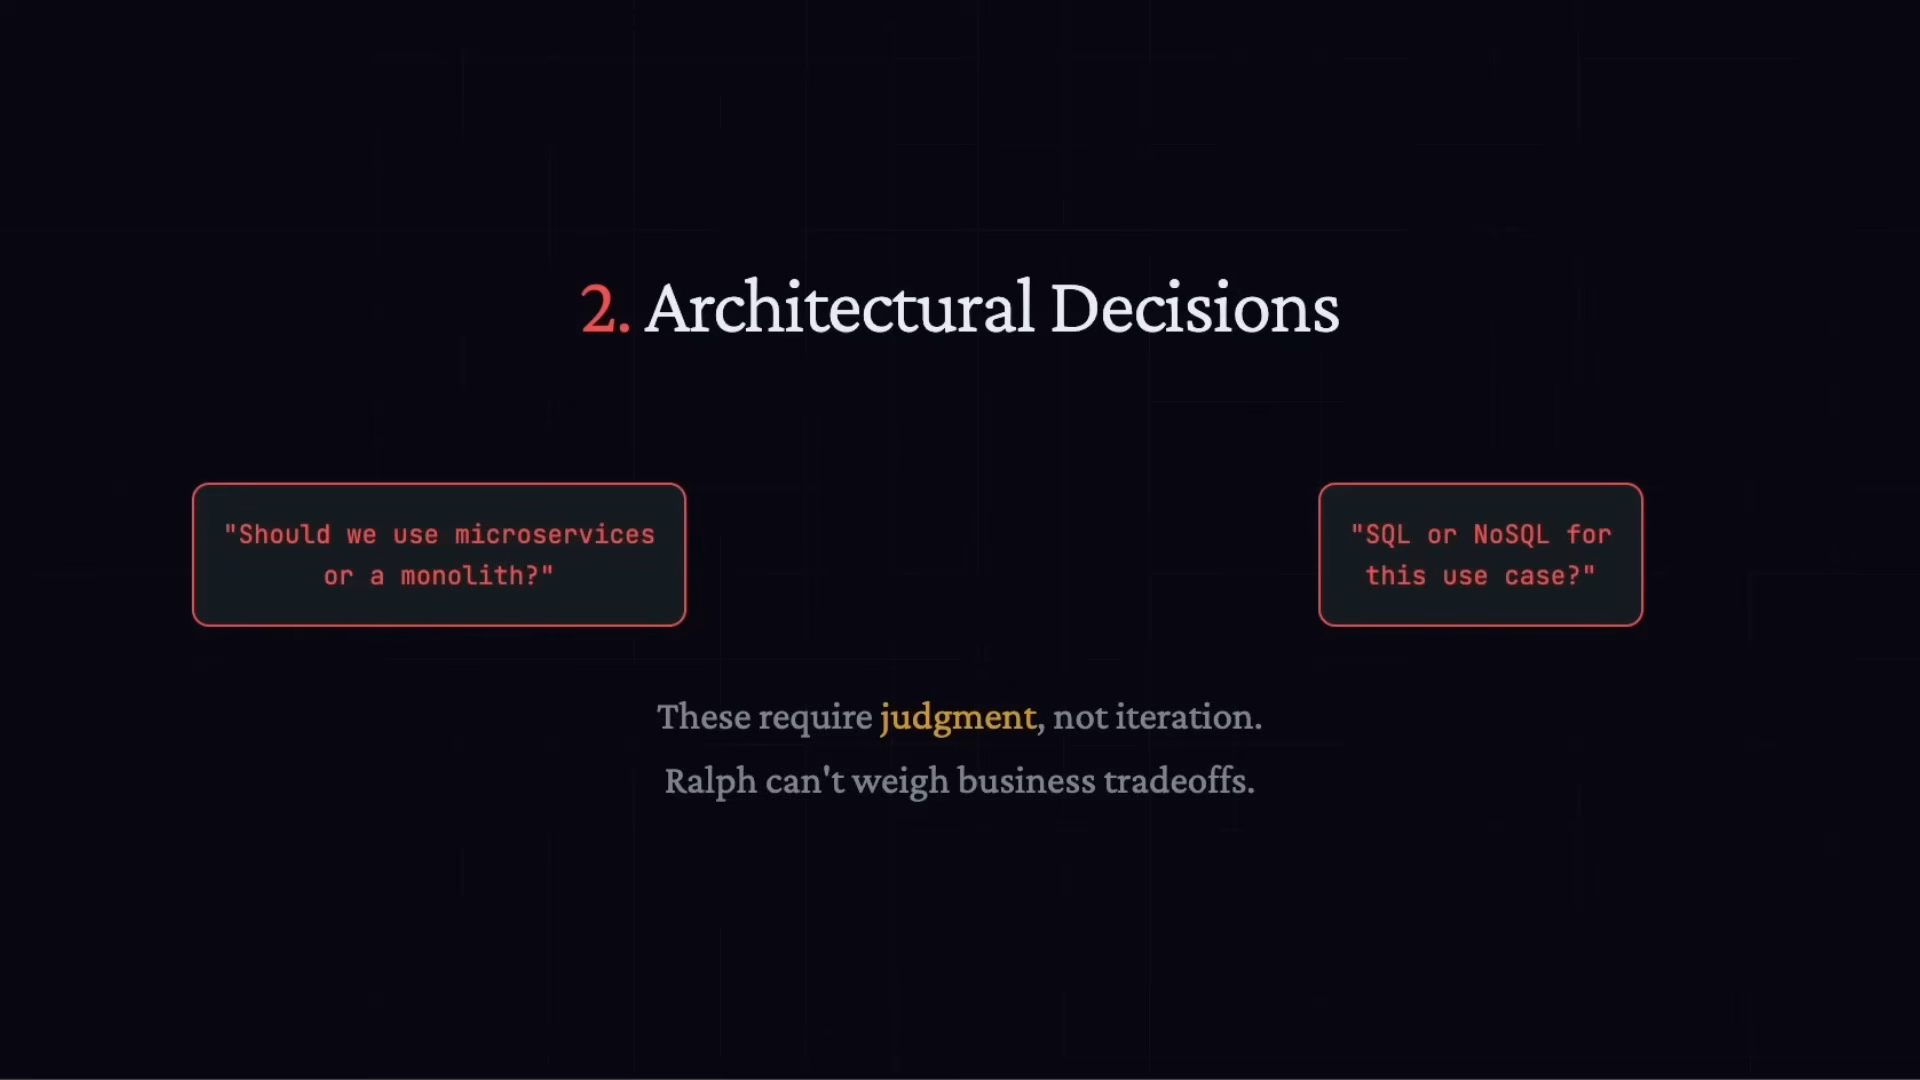 2. Architectural Decisions
"Should we use microservices
or a monolith?"
"SQL or NoSQL for
this use case?"
These require judgment, not iteration.
Ralph can't weigh business tradeoffs.